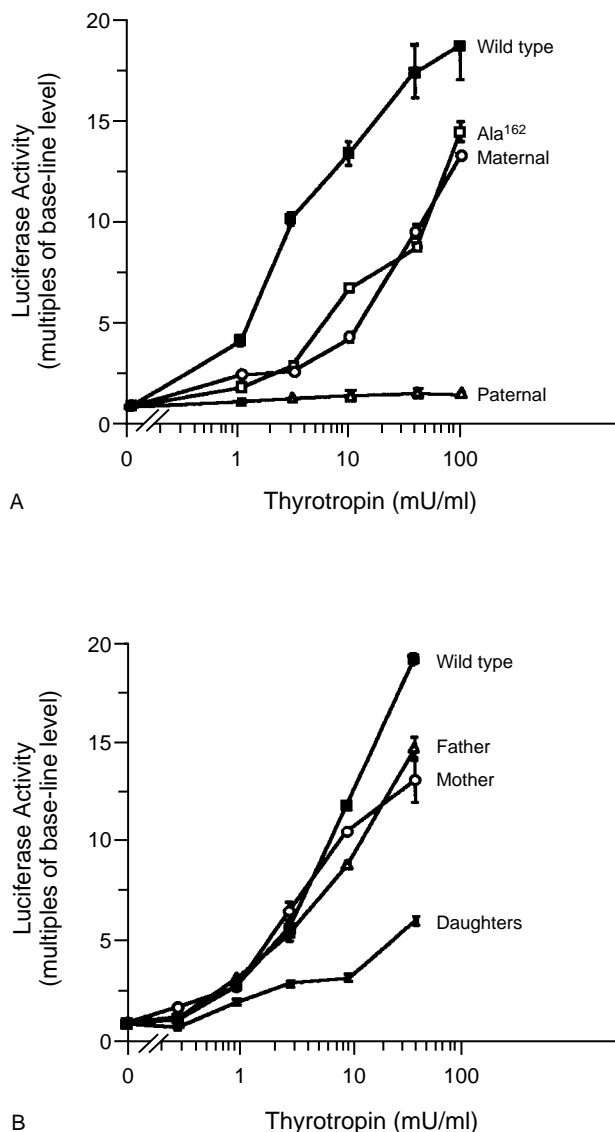 20
15
10
5
0
Luciferase Activity
(multiples of base-line level)
Wild type
Ala¹⁶²
Maternal
Paternal
0 1 10 100
Thyrotropin (mU/ml)
A
20
15
10
5
0
Luciferase Activity
(multiples of base-line level)
Wild type
Father
Mother
Daughters
0 1 10 100
Thyrotropin (mU/ml)
B